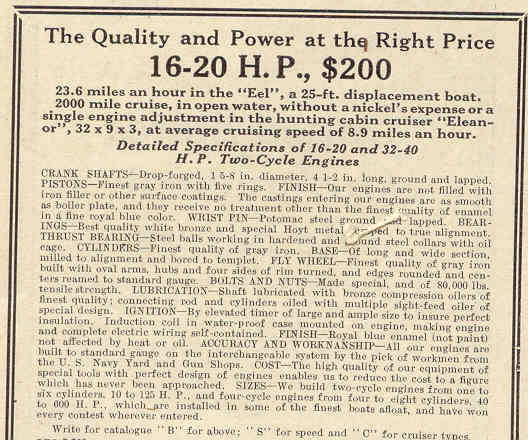 The Quality and Power at the Right Price
16-20 H. P., $200
23.6 miles an hour in the "Eel", a 25-ft. displacement boat.
2000 mile cruise, in open water, without a nickel's expense or a
single engine adjustment in the hunting cabin cruiser "Elean-
or", 32 x 9 x 3, at average cruising speed of 8.9 miles an hour.
Detailed Specifications of 16-20 and 32-40
H. P. Two-Cycle Engines
CRANK SHAFTS—Drop-forged, 1 5-8 in. diameter, 4 1-2 in. long, ground and lapped.
PISTONS—Finest gray iron with five rings. FINISH—Our engines are not filled with
iron filler or other surface coatings. The castings entering our engines are as smooth
as boiler plate, and they receive no treatment other than the finest quality of enamel
in a fine royal blue color. WRIST PIN—Potomac steel ground lapped. BEAR-
INGS—Best quality white bronze and special Hoyt metal to true alignment.
THRUST BEARING—Steel balls working in hardened and steel collars with oil
cage. CYLINDERS—Finest quality of gray iron. BASE—Of long and wide section,
milled to alignment and bored to templet. FLY WHEEL—Finest quality of gray iron
built with oval arms, hubs and four sides of rim turned, and edges rounded and cen-
ters reamed to standard gauge. BOLTS AND NUTS—Made special, and of 80,000 lbs.
tensile strength. LUBRICATION—Shaft lubricated with bronze compression oilers of
finest quality; connecting rod and cylinders oiled with multiple sight-feed oiler of
special design. IGNITION—By elevated timer of large and ample size to insure perfect
insulation. Induction coil in water-proof case mounted on engine, making engine
and complete electric wiring self-contained. FINISH—Royal blue enamel (not paint)
not affected by heat or oil. ACCURACY AND WORKNANSHIP—All our engines are
built to standard gauge on the interchangeable system by the pick of workmen from
the U. S. Navy Yard and Gun Shops. COST—The high quality of our equipment of
special tools with perfect design of engines enables us to reduce the cost to a figure
which has never been approached. SIZES—We build two-cycle engines from one to
six cylinders, 10 to 125 H. P., and four-cycle engines from four to eight cylinders, 40
to 600 H. P., which are installed in some of the finest boats afloat, and have won
every contest wherever entered.
Write for catalogue "B" for above; "S" for speed and "C" for cruiser types.